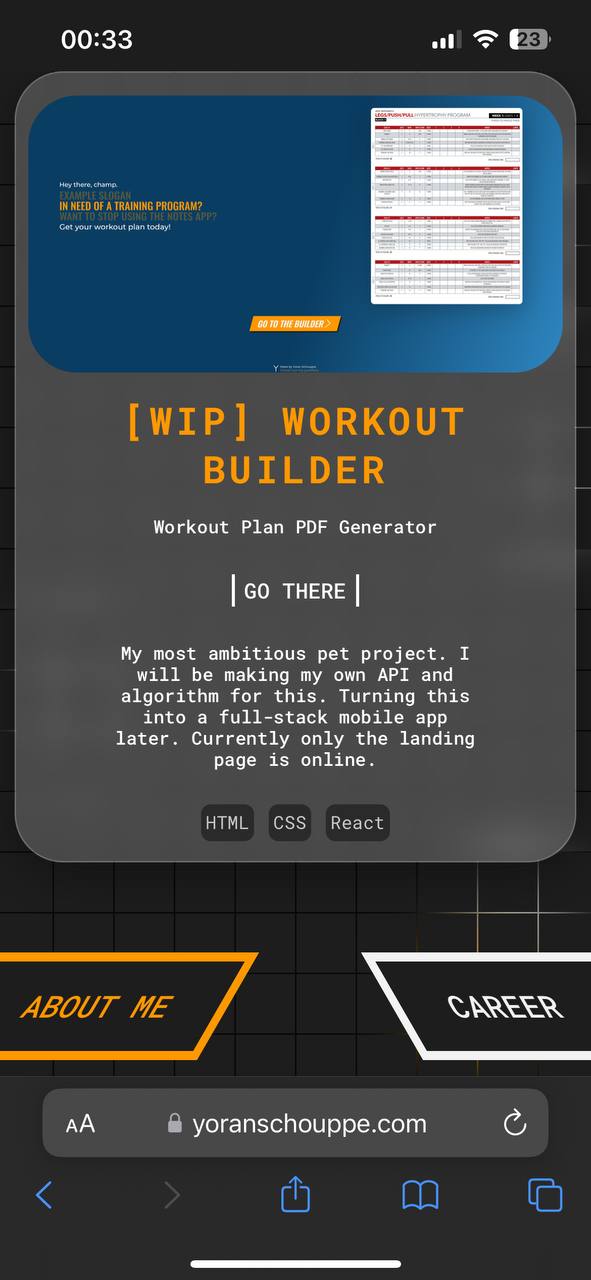 00:33
23
LEGS/PUSH/PULL HYPERTROPHY PROGRAM
Hey there, champ.
EXAMPLE SLOGAN
IN NEED OF A TRAINING PROGRAM?
WANT TO STOP USING THE NOTES APP?
Get your workout plan today!
GO TO THE BUILDER
[WIP] WORKOUT
BUILDER
Workout Plan PDF Generator
GO THERE
My most ambitious pet project. I
will be making my own API and
algorithm for this. Turning this
into a full-stack mobile app
later. Currently only the landing
page is online.
HTML CSS React
ABOUT ME
CAREER
AA yoranschouppe.com